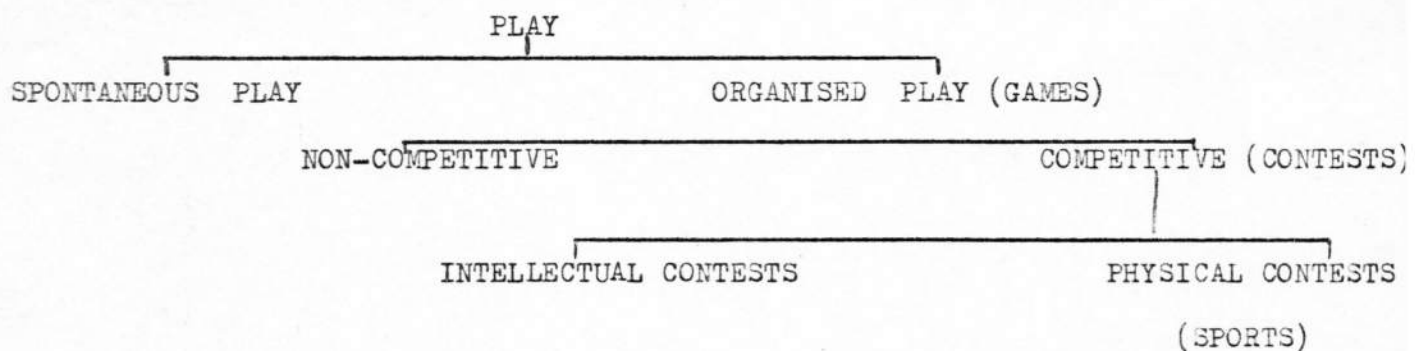 PLAY
SPONTANEOUS PLAY ORGANISED PLAY (GAMES)
NON-COMPETITIVE COMPETITIVE (CONTESTS)
INTELLECTUAL CONTESTS PHYSICAL CONTESTS
(SPORTS)